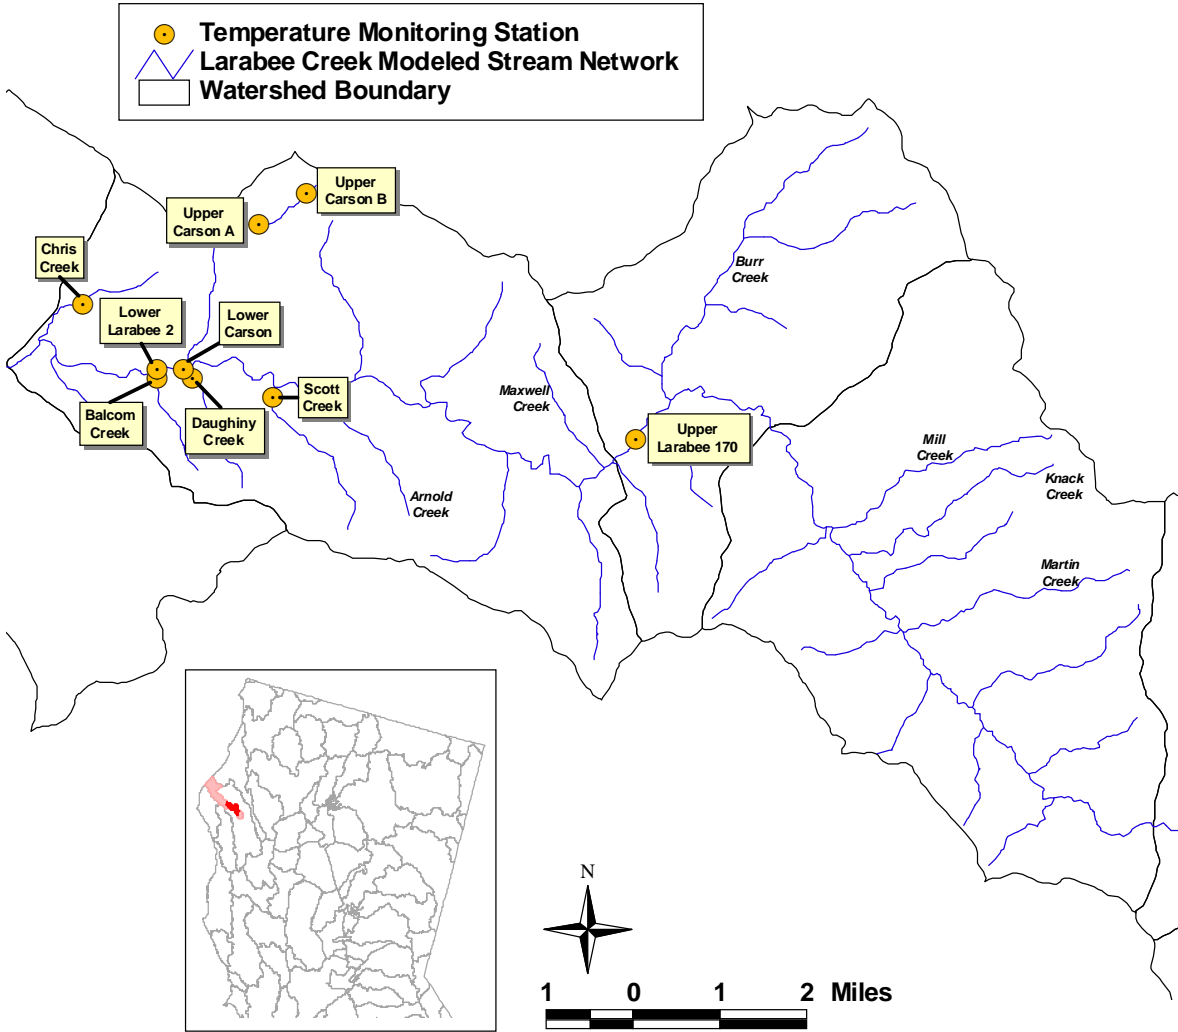 Temperature Monitoring Station
Larabee Creek Modeled Stream Network
Watershed Boundary
Upper
Carson B
Upper
Carson A
Chris
Creek
Lower
Larabee 2
Lower
Carson
Burr
Creek
Scott
Creek
Maxwell
Creek
Balcom
Creek
Daughiny
Creek
Upper
Larabee 170
Mill
Creek
Knack
Creek
Arnold
Creek
Martin
Creek
N
1 0 1 2 Miles